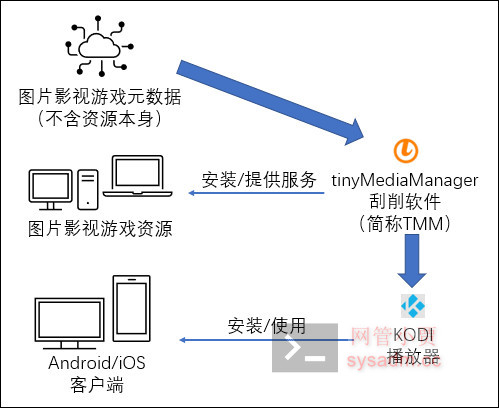 图片影视游戏元数据
（不含资源本身）
安装/提供服务
tinyMediaManager
刮削软件
（简称TMM）
图片影视游戏资源
安装/使用
网管小贾
KODI
播放器
Android/iOS
客户端